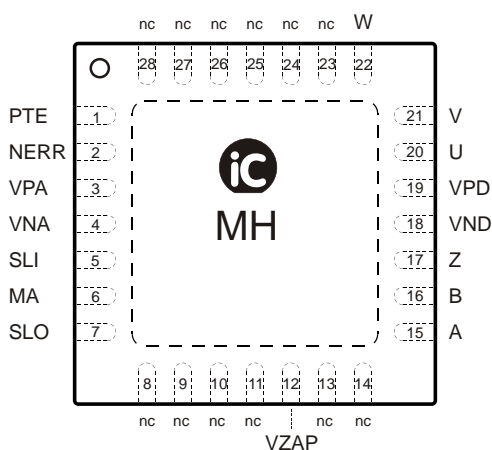 nc nc nc nc nc nc W
28 27 26 25 24 23 22
PTE 1 21 V
NERR 2 20 U
VPA 3 19 VPD
VNA 4 18 VND
SLI 5 17 Z
MA 6 16 B
SLO 7 15 A
iC
MH
8 9 10 11 12 13 14
nc nc nc nc nc nc
VZAP